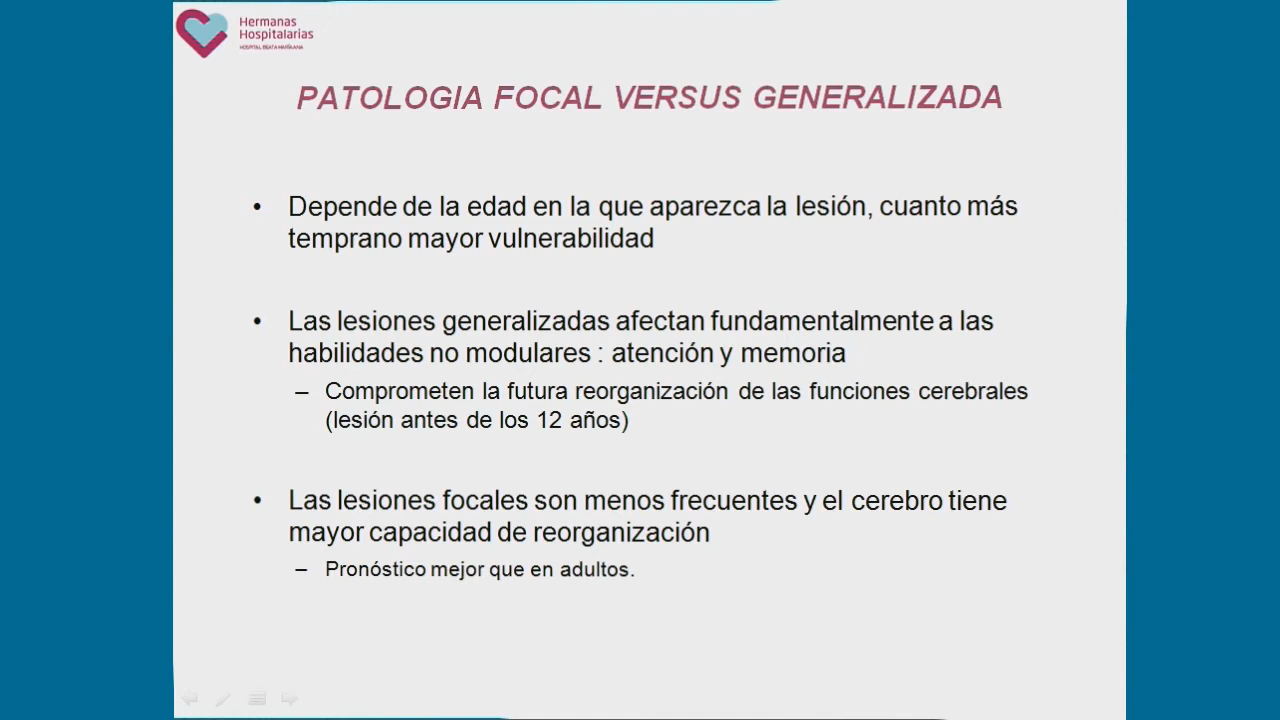 Hermanas
Hospitalarias
HOSPITAL BEATA MARÍA ANA
PATOLOGIA FOCAL VERSUS GENERALIZADA
• Depende de la edad en la que aparezca la lesión, cuanto más
temprano mayor vulnerabilidad
• Las lesiones generalizadas afectan fundamentalmente a las
habilidades no modulares : atención y memoria
– Comprometen la futura reorganización de las funciones cerebrales
(lesión antes de los 12 años)
• Las lesiones focales son menos frecuentes y el cerebro tiene
mayor capacidad de reorganización
– Pronóstico mejor que en adultos.